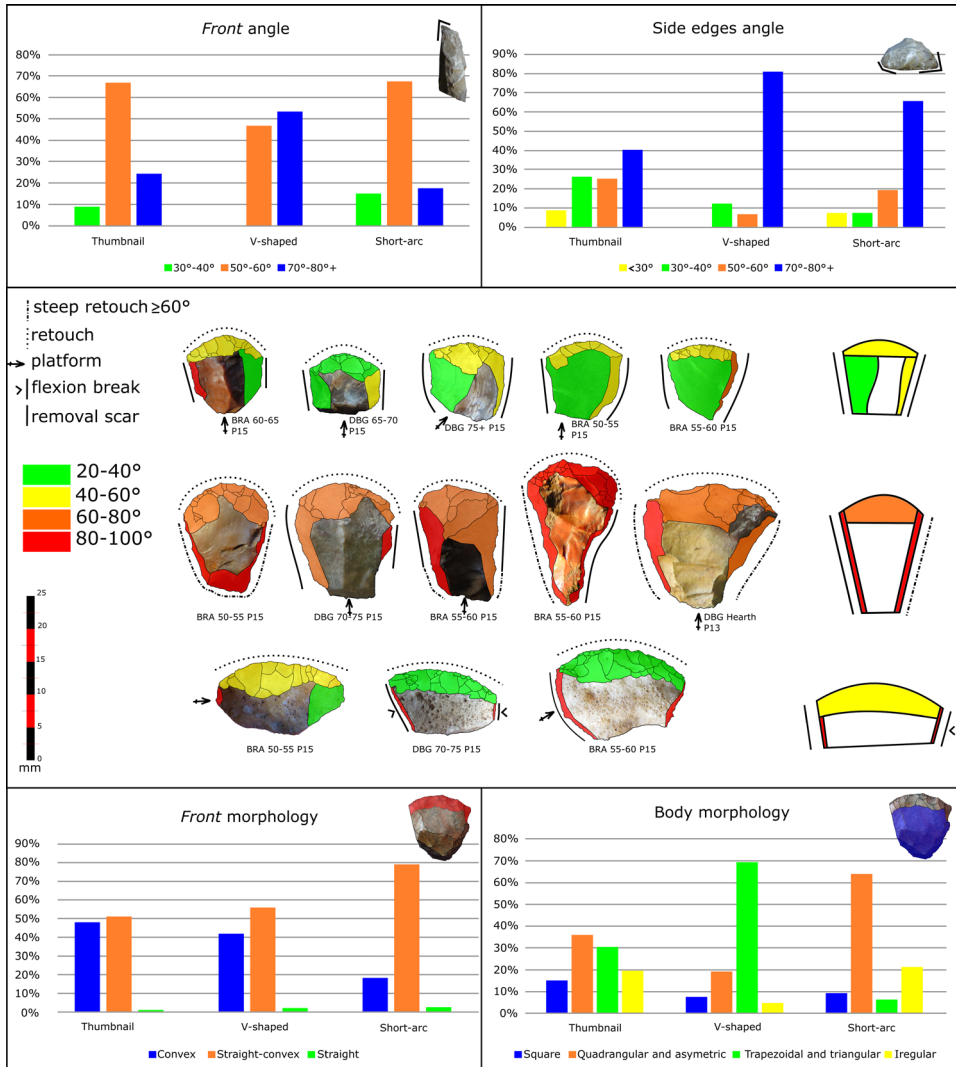 Front angle
80%
70%
60%
50%
40%
30%
20%
10%
0%
Thumbnail V-shaped Short-arc
30°-40° 50°-60° 70°-80°+
Side edges angle
90%
80%
70%
60%
50%
40%
30%
20%
10%
0%
Thumbnail V-shaped Short-arc
<30° 30°-40° 50°-60° 70°-80°+
steep retouch ≥60°
retouch
platform
flexion break
removal scar
BRA 60-65
P15
DBG 65-70
P15
DBG 75+ P15
BRA 50-55
P15
BRA 55-60 P15
20-40°
40-60°
60-80°
80-100°
BRA 50-55 P15
DBG 70-75 P15
BRA 55-60 P15
BRA 55-60 P15
DBG Hearth
P13
25
20
15
10
5
0
mm
BRA 50-55 P15
DBG 70-75 P15
BRA 55-60 P15
Front morphology
90%
80%
70%
60%
50%
40%
30%
20%
10%
0%
Thumbnail V-shaped Short-arc
Convex Straight-convex Straight
Body morphology
80%
70%
60%
50%
40%
30%
20%
10%
0%
Thumbnail V-shaped Short-arc
Square Quadrangular and asymetric Trapezoidal and triangular Iregular